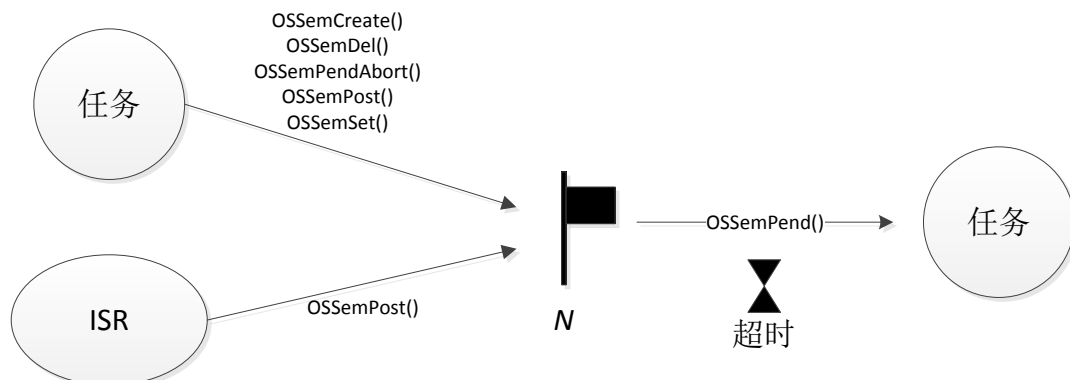 OSSemCreate()
OSSemDel()
OSSemPendAbort()
OSSemPost()
OSSemSet()
任务
OSSemPend()
任务
ISR
OSSemPost()
N
超时